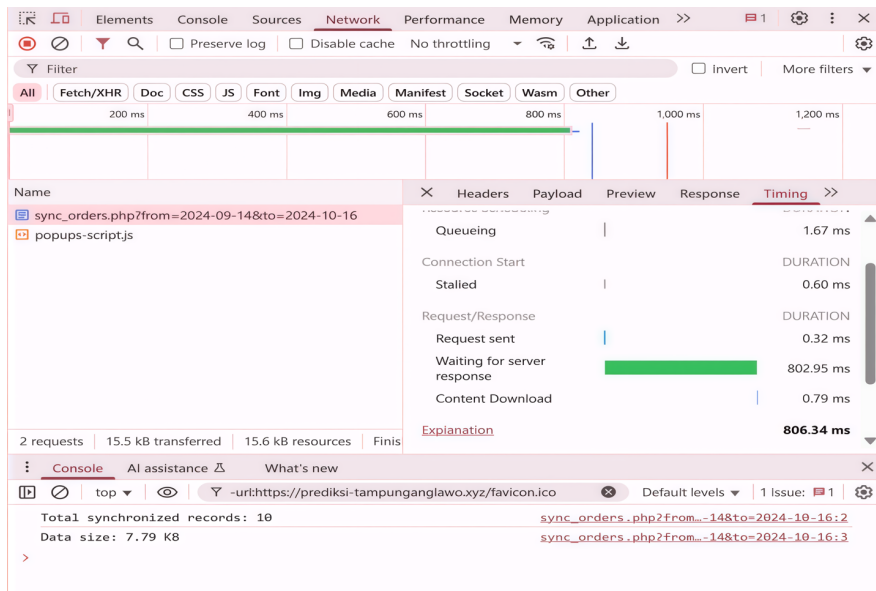 Elements Console Sources Network Performance Memory Application >> 1
Preserve log Disable cache No throttling
Fiiter invert More filters
All Fetch/XHR Doc CSS JS Font Img Media Manifest Socket Wasm Other
200 ms 400 ms 600 ms 800 ms 1,000 ms 1,200 ms
Name
sync_orders.php?from=2024-09-14&to=2024-10-16
popups-script.js
2 requests 15.5 kB transferred 15.6 kB resources Finis
Headers Payload Preview Response Timing >>
Queueing 1.67 ms
Connection Start DURATION
Stalied 0.60 ms
Request/Response DURATION
Request sent 0.32 ms
Waiting for server
response 802.95 ms
Content Download 0.79 ms
Explanation 806.34 ms
Console AI assistance What's new
top -url:https://prediksi-tampunganglawo.xyz/favicon.ico Default levels 1 Issue: 1
Total synchronized records: 10 sync_orders.php?from…-14&to=2024-10-16:2
Data size: 7.79 K8 sync_orders.php?from…-14&to=2024-10-16:3
>